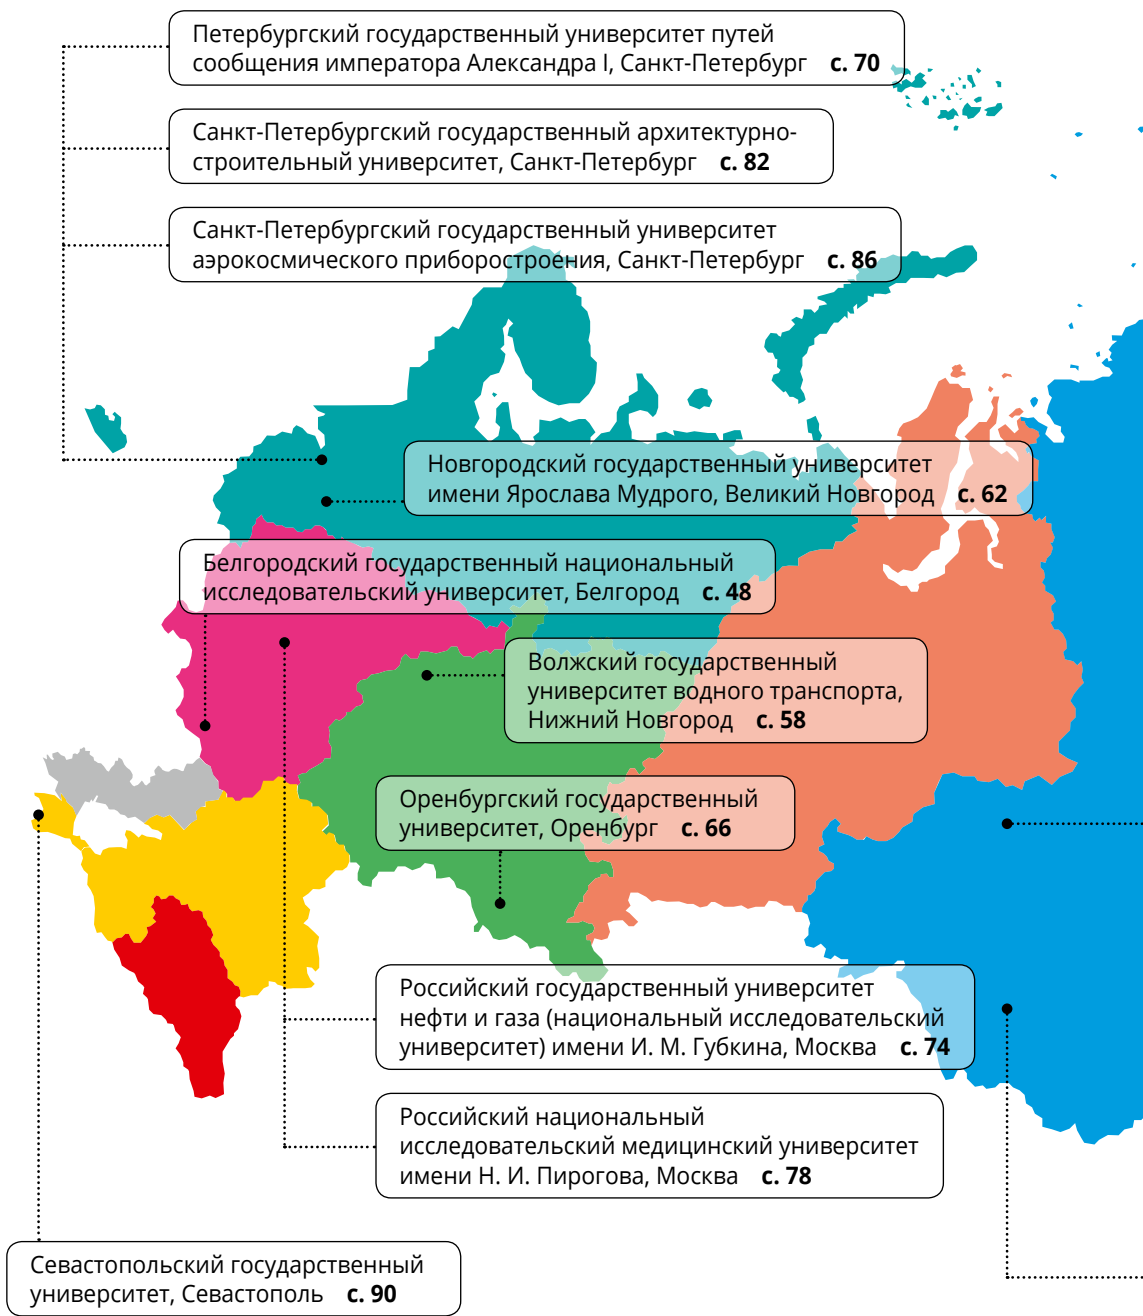 Петербургский государственный университет путей
сообщения императора Александра I, Санкт-Петербург с. 70
Санкт-Петербургский государственный архитектурно-
строительный университет, Санкт-Петербург с. 82
Санкт-Петербургский государственный университет
аэрокосмического приборостроения, Санкт-Петербург с. 86
Новгородский государственный университет
имени Ярослава Мудрого, Великий Новгород с. 62
Белгородский государственный национальный
исследовательский университет, Белгород с. 48
Волжский государственный
университет водного транспорта,
Нижний Новгород с. 58
Оренбургский государственный
университет, Оренбург с. 66
Российский государственный университет
нефти и газа (национальный исследовательский
университет) имени И. М. Губкина, Москва с. 74
Российский национальный
исследовательский медицинский университет
имени Н. И. Пирогова, Москва с. 78
Севастопольский государственный
университет, Севастополь с. 90